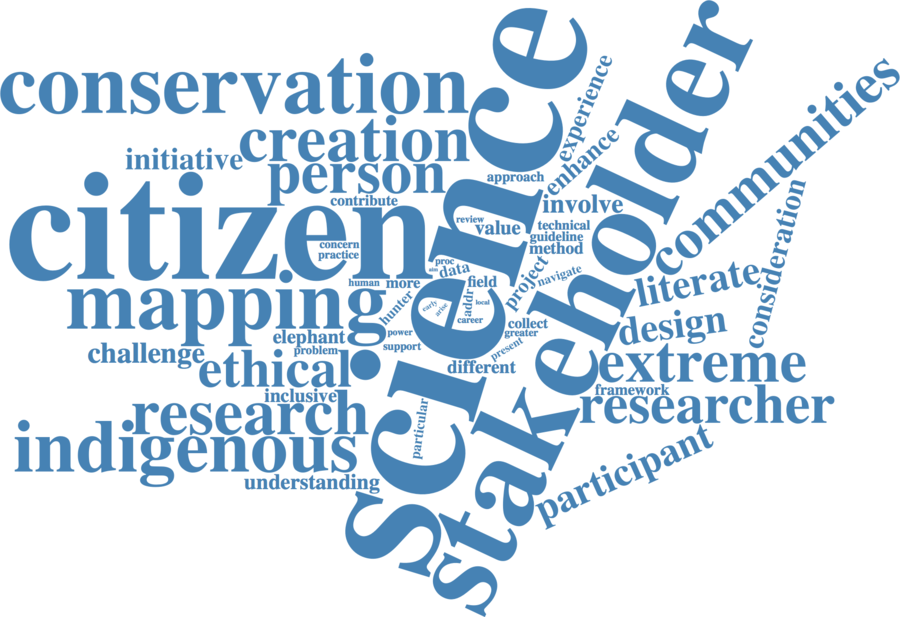 science
stakeholder
conservation
experience
communities
creation
initiative
enhance
person
approach
citizen
contribute
involve
consideration
review
value
technical
guideline
method
concern
practice
proc
aim
data
project
navigate
literate
human
more
field
mapping
hunter
early
arise
addr
local
career
power
collect
greater
design
elephant
problem
support
present
challenge
ethical
different
extreme
inclusive
framework
research
particular
researcher
indigenous
participant
understanding